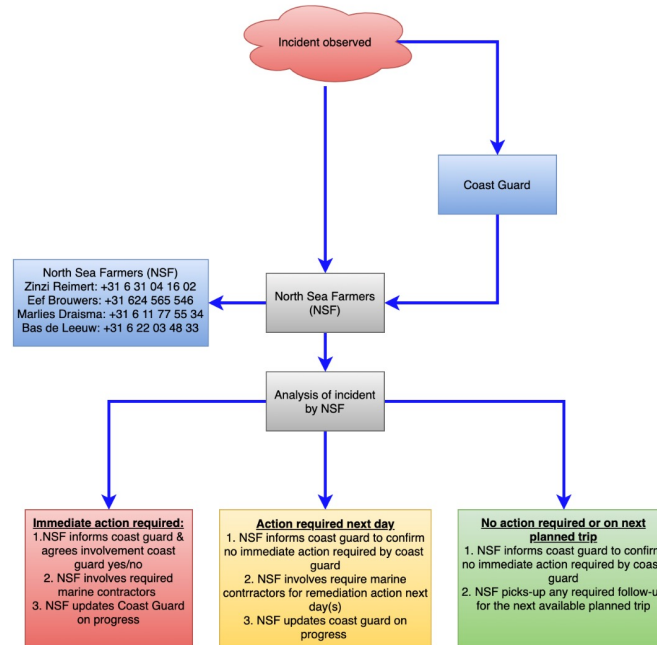 Incident observed
Coast Guard
North Sea Farmers (NSF)
Zinzi Reimert: +31 6 31 04 16 02
Eef Brouwers: +31 624 565 546
Marlies Draisma: +31 6 11 77 55 34
Bas de Leeuw: +31 6 22 03 48 33
North Sea Farmers
(NSF)
Analysis of incident
by NSF
Immediate action required:
1.NSF informs coast guard &
agrees involvement coast
guard yes/no
2. NSF involves required
marine contractors
3. NSF updates Coast Guard
on progress
Action required next day
1. NSF informs coast guard to confirm
no immediate action required by coast
guard
2. NSF involves require marine
contrractors for remediation action next
day(s)
3. NSF updates coast guard on
progress
No action required or on next
planned trip
1. NSF informs coast guard to confirm
no immediate action required by coast
guard
2. NSF picks-up any required follow-u
for the next available planned trip